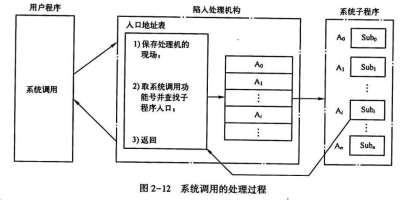 用户程序
陷入处理机构
系统子程序
入口地址表
系统调用
1) 保存处理机的
现场;
2) 取系统调用功
能号并查找子
程序入口;
3) 返回
A0
A1
⋮
Ai
⋮
A0 Sub0
A1 Sub1
⋮
Ai Subi
⋮
An Subn
图 2-12 系统调用的处理过程